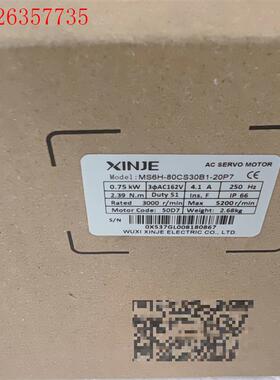 26357735
XINJE AC SERVO MOTOR
Model: MS6H-80CS30B1-20P7
0.75 kW 3ϕAC162V 4.1 A 250 Hz
2.39 N.m Duty S1 Ins. F IP 66
Rated 3000 r/min Max 5200 r/min
Motor Code: 50D7 Weight: 2.68kg
S/N
0X537GL008180867
WUXI XINJE ELECTRIC CO., LTD.